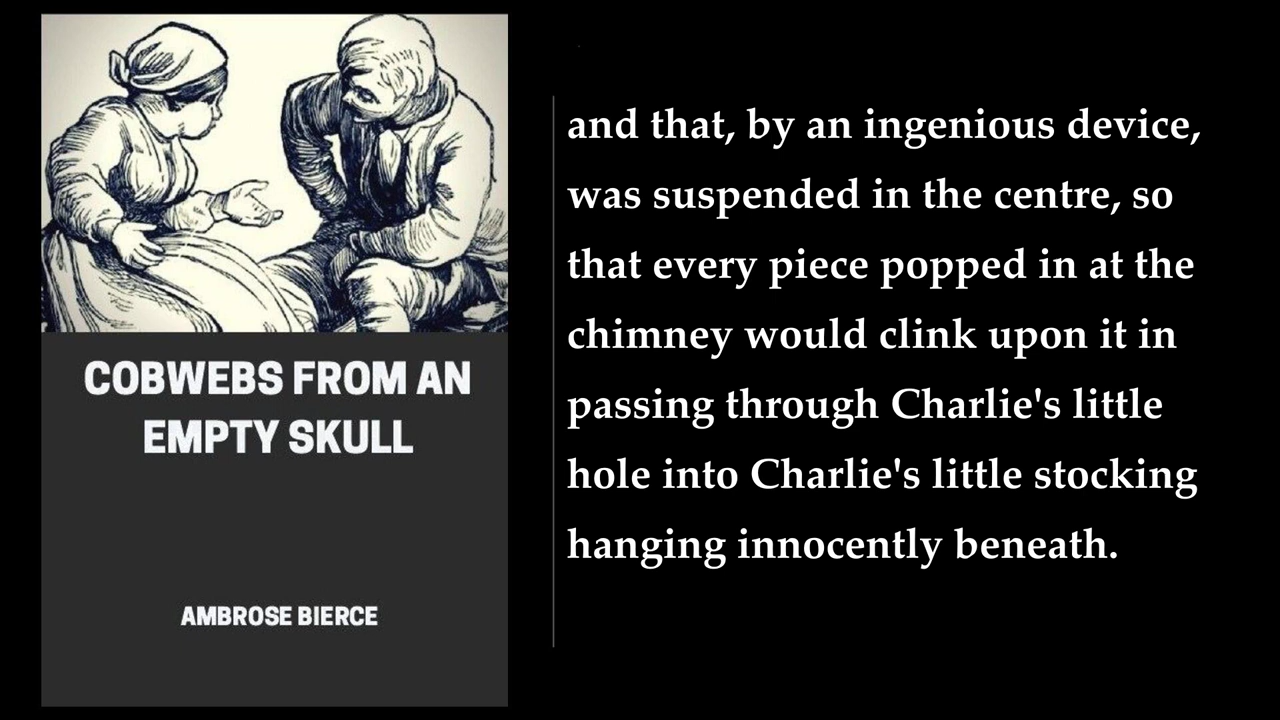 COBWEBS FROM AN
EMPTY SKULL
AMBROSE BIERCE
and that, by an ingenious device,
was suspended in the centre, so
that every piece popped in at the
chimney would clink upon it in
passing through Charlie's little
hole into Charlie's little stocking
hanging innocently beneath.